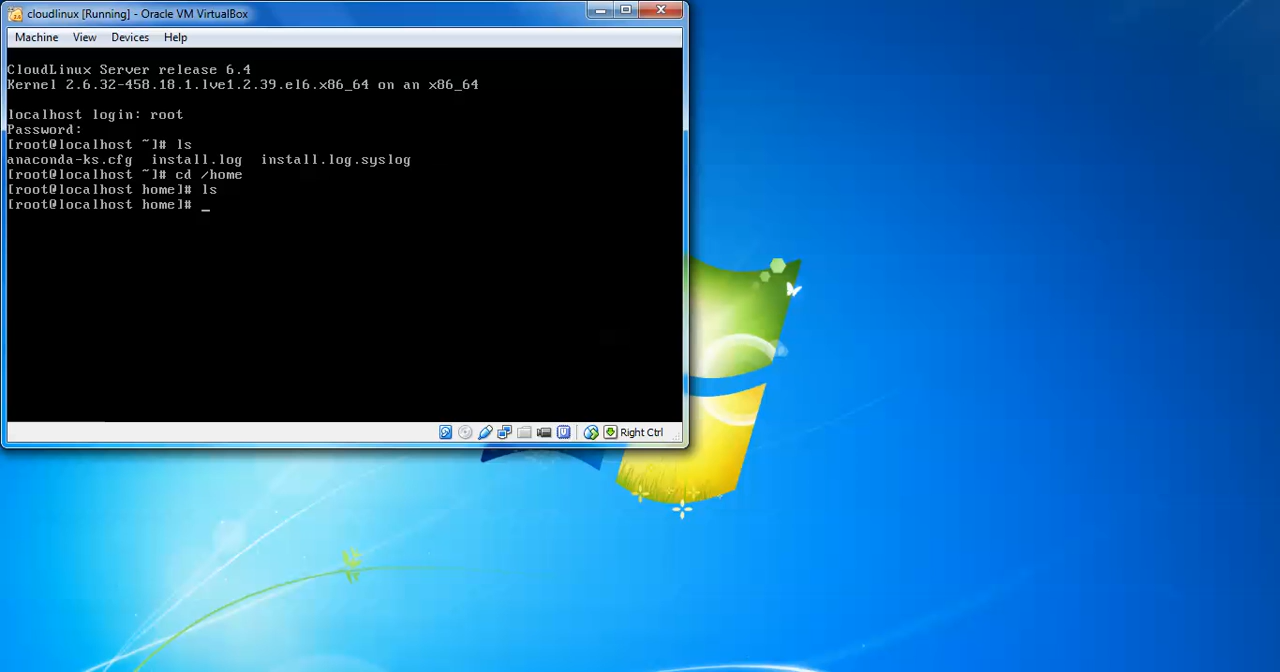 cloudlinux [Running] - Oracle VM VirtualBox
Machine View Devices Help
CloudLinux Server release 6.4
Kernel 2.6.32-458.18.1.lve1.2.39.el6.x86_64 on an x86_64
localhost login: root
Password:
[root@localhost ~]# ls
anaconda-ks.cfg install.log install.log.syslog
[root@localhost ~]# cd /home
[root@localhost home]# ls
[root@localhost home]# _
Right Ctrl